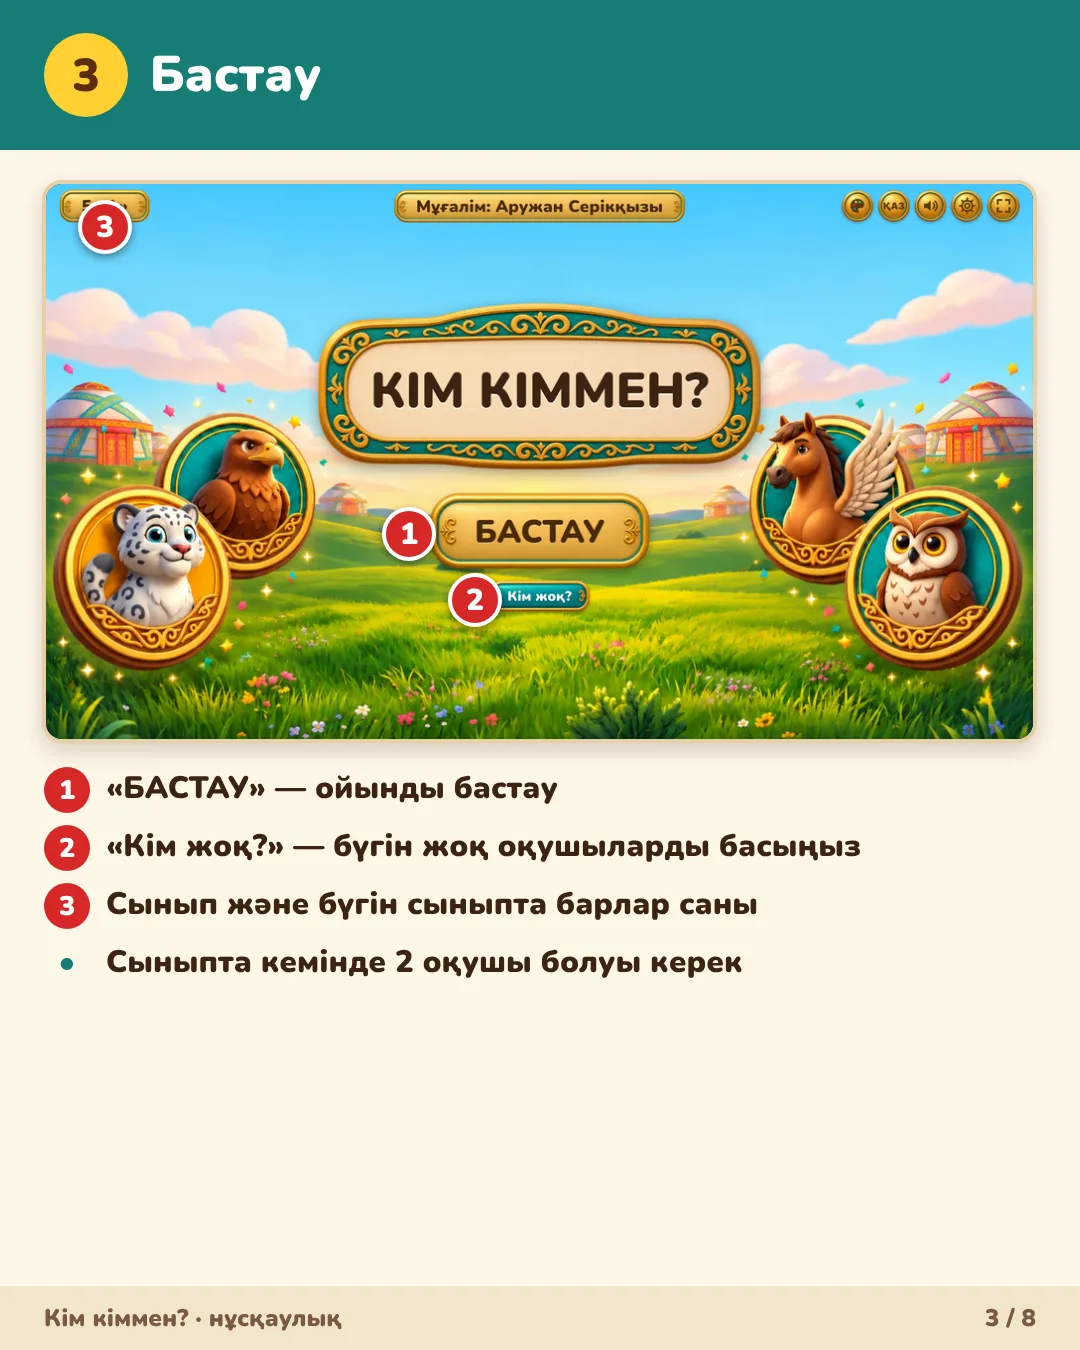 3 Бастау
3
Мұғалім: Аружан Серікқызы
ҚАЗ
КІМ КІММЕН?
1 БАСТАУ
2 Кім жоқ?
1 «БАСТАУ» — ойынды бастау
2 «Кім жоқ?» — бүгін жоқ оқушыларды басыңыз
3 Сынып және бүгін сыныпта барлар саны
• Сыныпта кемінде 2 оқушы болуы керек
Кім кіммен? · нұсқаулық
3 / 8